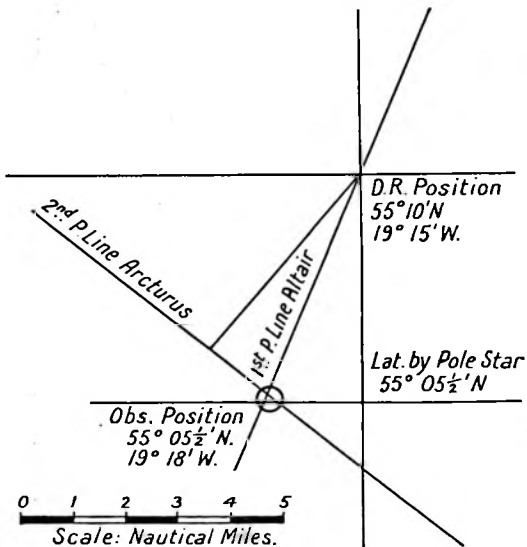 D.R. Position
55° 10' N
19° 15' W.
2nd P. Line Arcturus
1st P. Line Altair
Lat. by Pole Star
55° 05½' N
Obs. Position
55° 05½' N.
19° 18' W.
0 1 2 3 4 5
Scale: Nautical Miles.